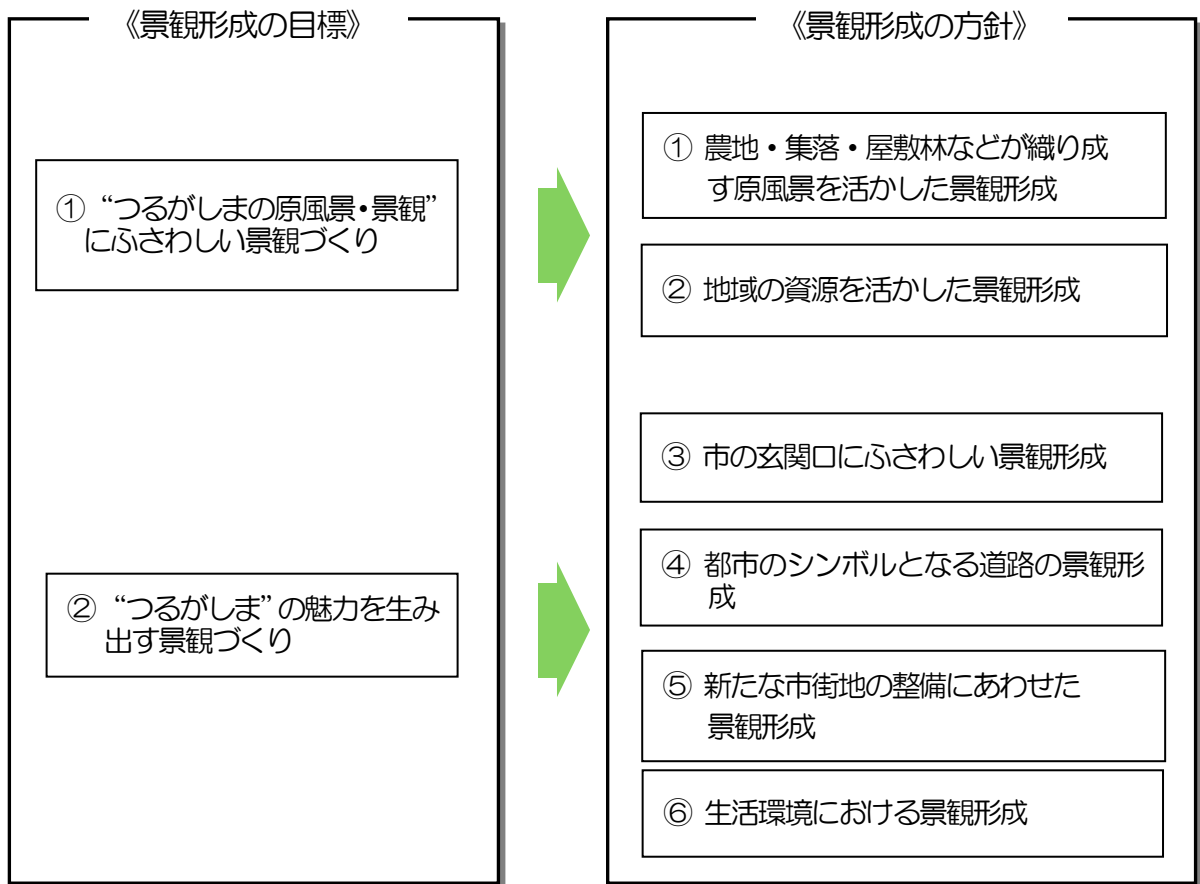 《景観形成の目標》
① “つるがしまの原風景・景観”
にふさわしい景観づくり
② “つるがしま” の魅力を生み
出す景観づくり
《景観形成の方針》
① 農地・集落・屋敷林などが織り成
す原風景を活かした景観形成
② 地域の資源を活かした景観形成
③ 市の玄関口にふさわしい景観形成
④ 都市のシンボルとなる道路の景観形
成
⑤ 新たな市街地の整備にあわせた
景観形成
⑥ 生活環境における景観形成